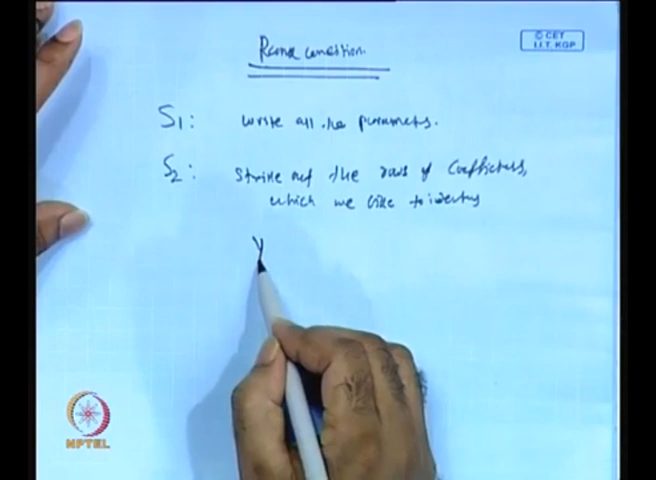 Rank condition
© CET
I.I.T. KGP
S1: write all the parameters.
S2: Strike out the rows of coefficients,
which we like to identify
Y
NPTEL